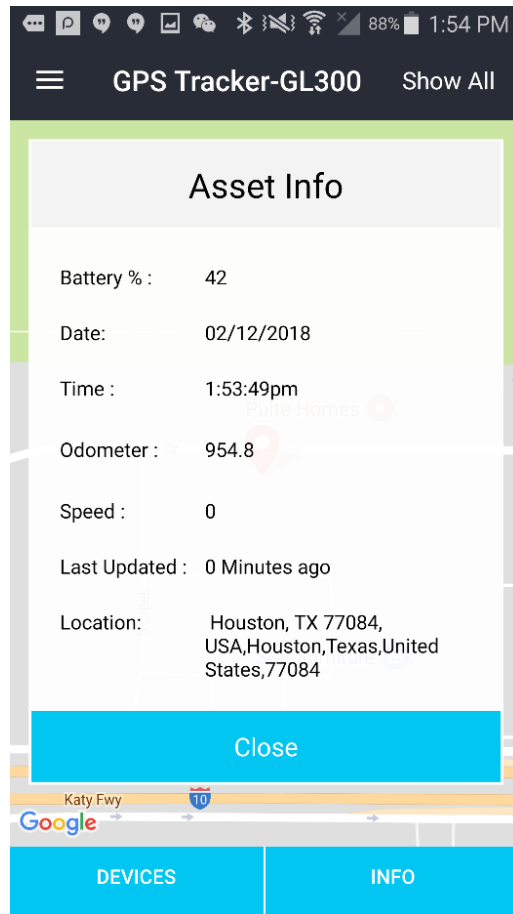 88% 1:54 PM
GPS Tracker-GL300 Show All
Asset Info
Battery % : 42
Date: 02/12/2018
Time : 1:53:49pm
Pulte Homes
Odometer : 954.8
Speed : 0
Last Updated : 0 Minutes ago
Location: Houston, TX 77084,
USA,Houston,Texas,United
States,77084
Close
Katy Fwy 10
Google
DEVICES INFO